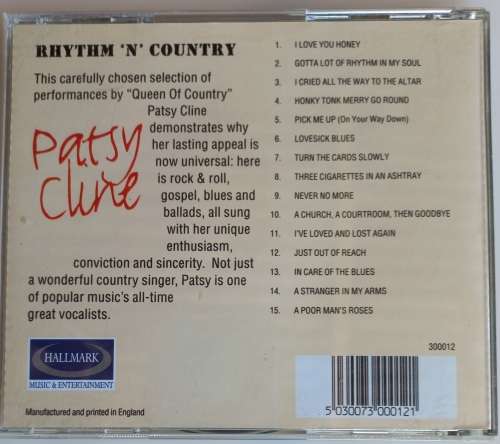 RHYTHM 'N' COUNTRY
This carefully chosen selection of
performances by "Queen Of Country"
Patsy Cline
demonstrates why
her lasting appeal is
now universal: here
is rock & roll,
gospel, blues and
ballads, all sung
with her unique
enthusiasm,
conviction and sincerity. Not just
a wonderful country singer, Patsy is one
of popular music's all-time
great vocalists.
Patsy
Cline
HALLMARK
MUSIC & ENTERTAINMENT
Manufactured and printed in England
1. I LOVE YOU HONEY
2. GOTTA LOT OF RHYTHM IN MY SOUL
3. I CRIED ALL THE WAY TO THE ALTAR
4. HONKY TONK MERRY GO ROUND
5. PICK ME UP (On Your Way Down)
6. LOVESICK BLUES
7. TURN THE CARDS SLOWLY
8. THREE CIGARETTES IN AN ASHTRAY
9. NEVER NO MORE
10. A CHURCH, A COURTROOM, THEN GOODBYE
11. I'VE LOVED AND LOST AGAIN
12. JUST OUT OF REACH
13. IN CARE OF THE BLUES
14. A STRANGER IN MY ARMS
15. A POOR MAN'S ROSES
300012
5 030073 000121